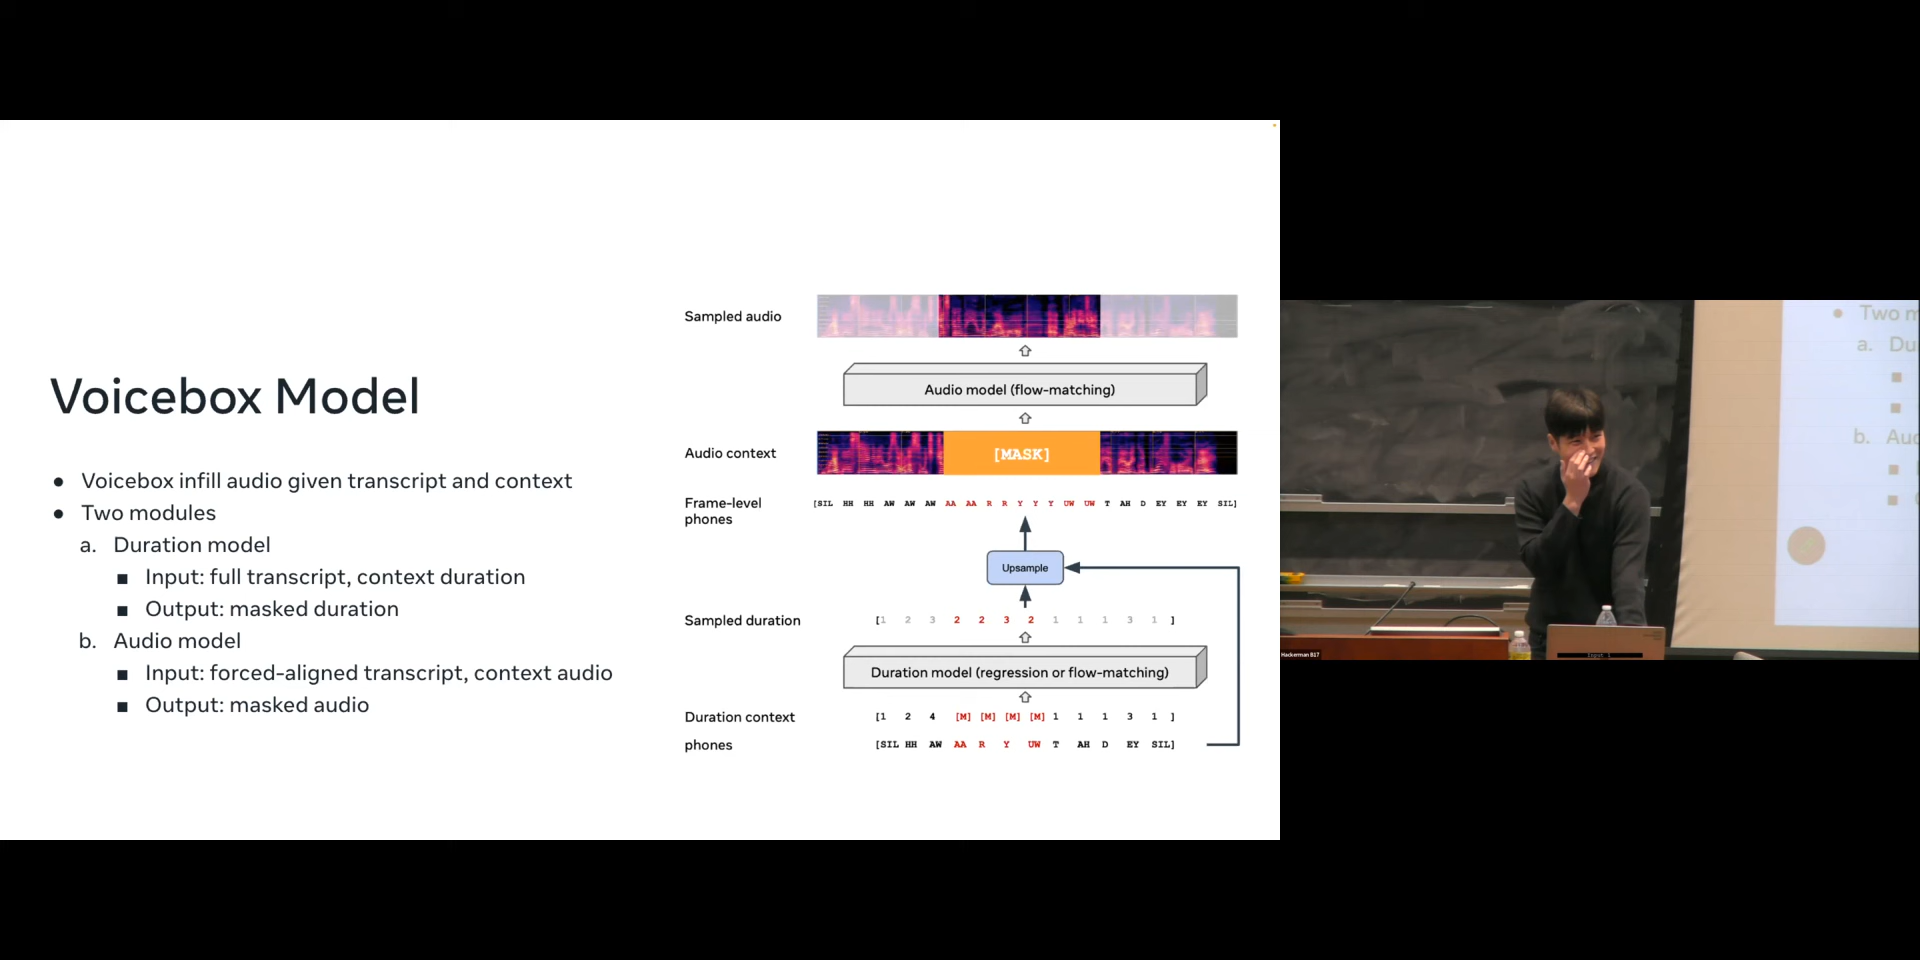 Voicebox Model
● Voicebox infill audio given transcript and context
● Two modules
a. Duration model
■ Input: full transcript, context duration
■ Output: masked duration
b. Audio model
■ Input: forced-aligned transcript, context audio
■ Output: masked audio
Sampled audio
Audio model (flow-matching)
Audio context
[MASK]
Frame-level phones
[SIL HH HH AW AW AW AA AA R R Y Y Y UW UW T AH D EY EY EY SIL]
Upsample
Sampled duration
[1 2 3 2 2 3 2 1 1 1 3 1 ]
Duration model (regression or flow-matching)
Duration context
[1 2 4 [M] [M] [M] [M] 1 1 1 3 1 ]
phones
[SIL HH AW AA R Y UW T AH D EY SIL]
● Two m
a. Du
■
■
b. Aud
■
■
Hackerman B17
Input 1